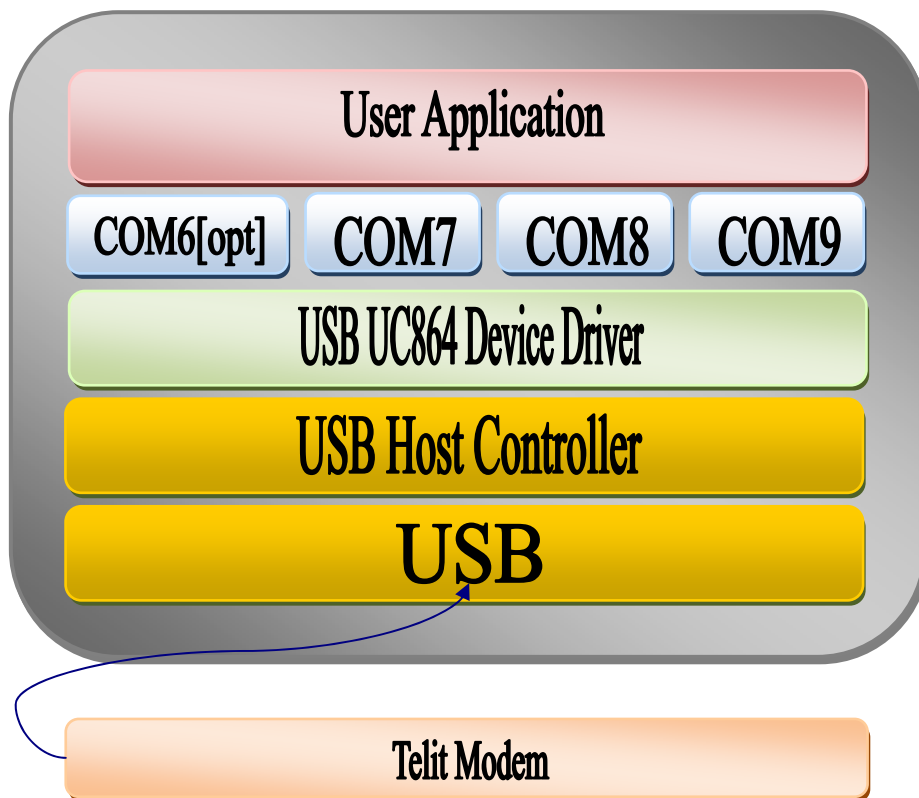 User Application
COM6[opt] COM7 COM8 COM9
USB UC864 Device Driver
USB Host Controller
USB
Telit Modem